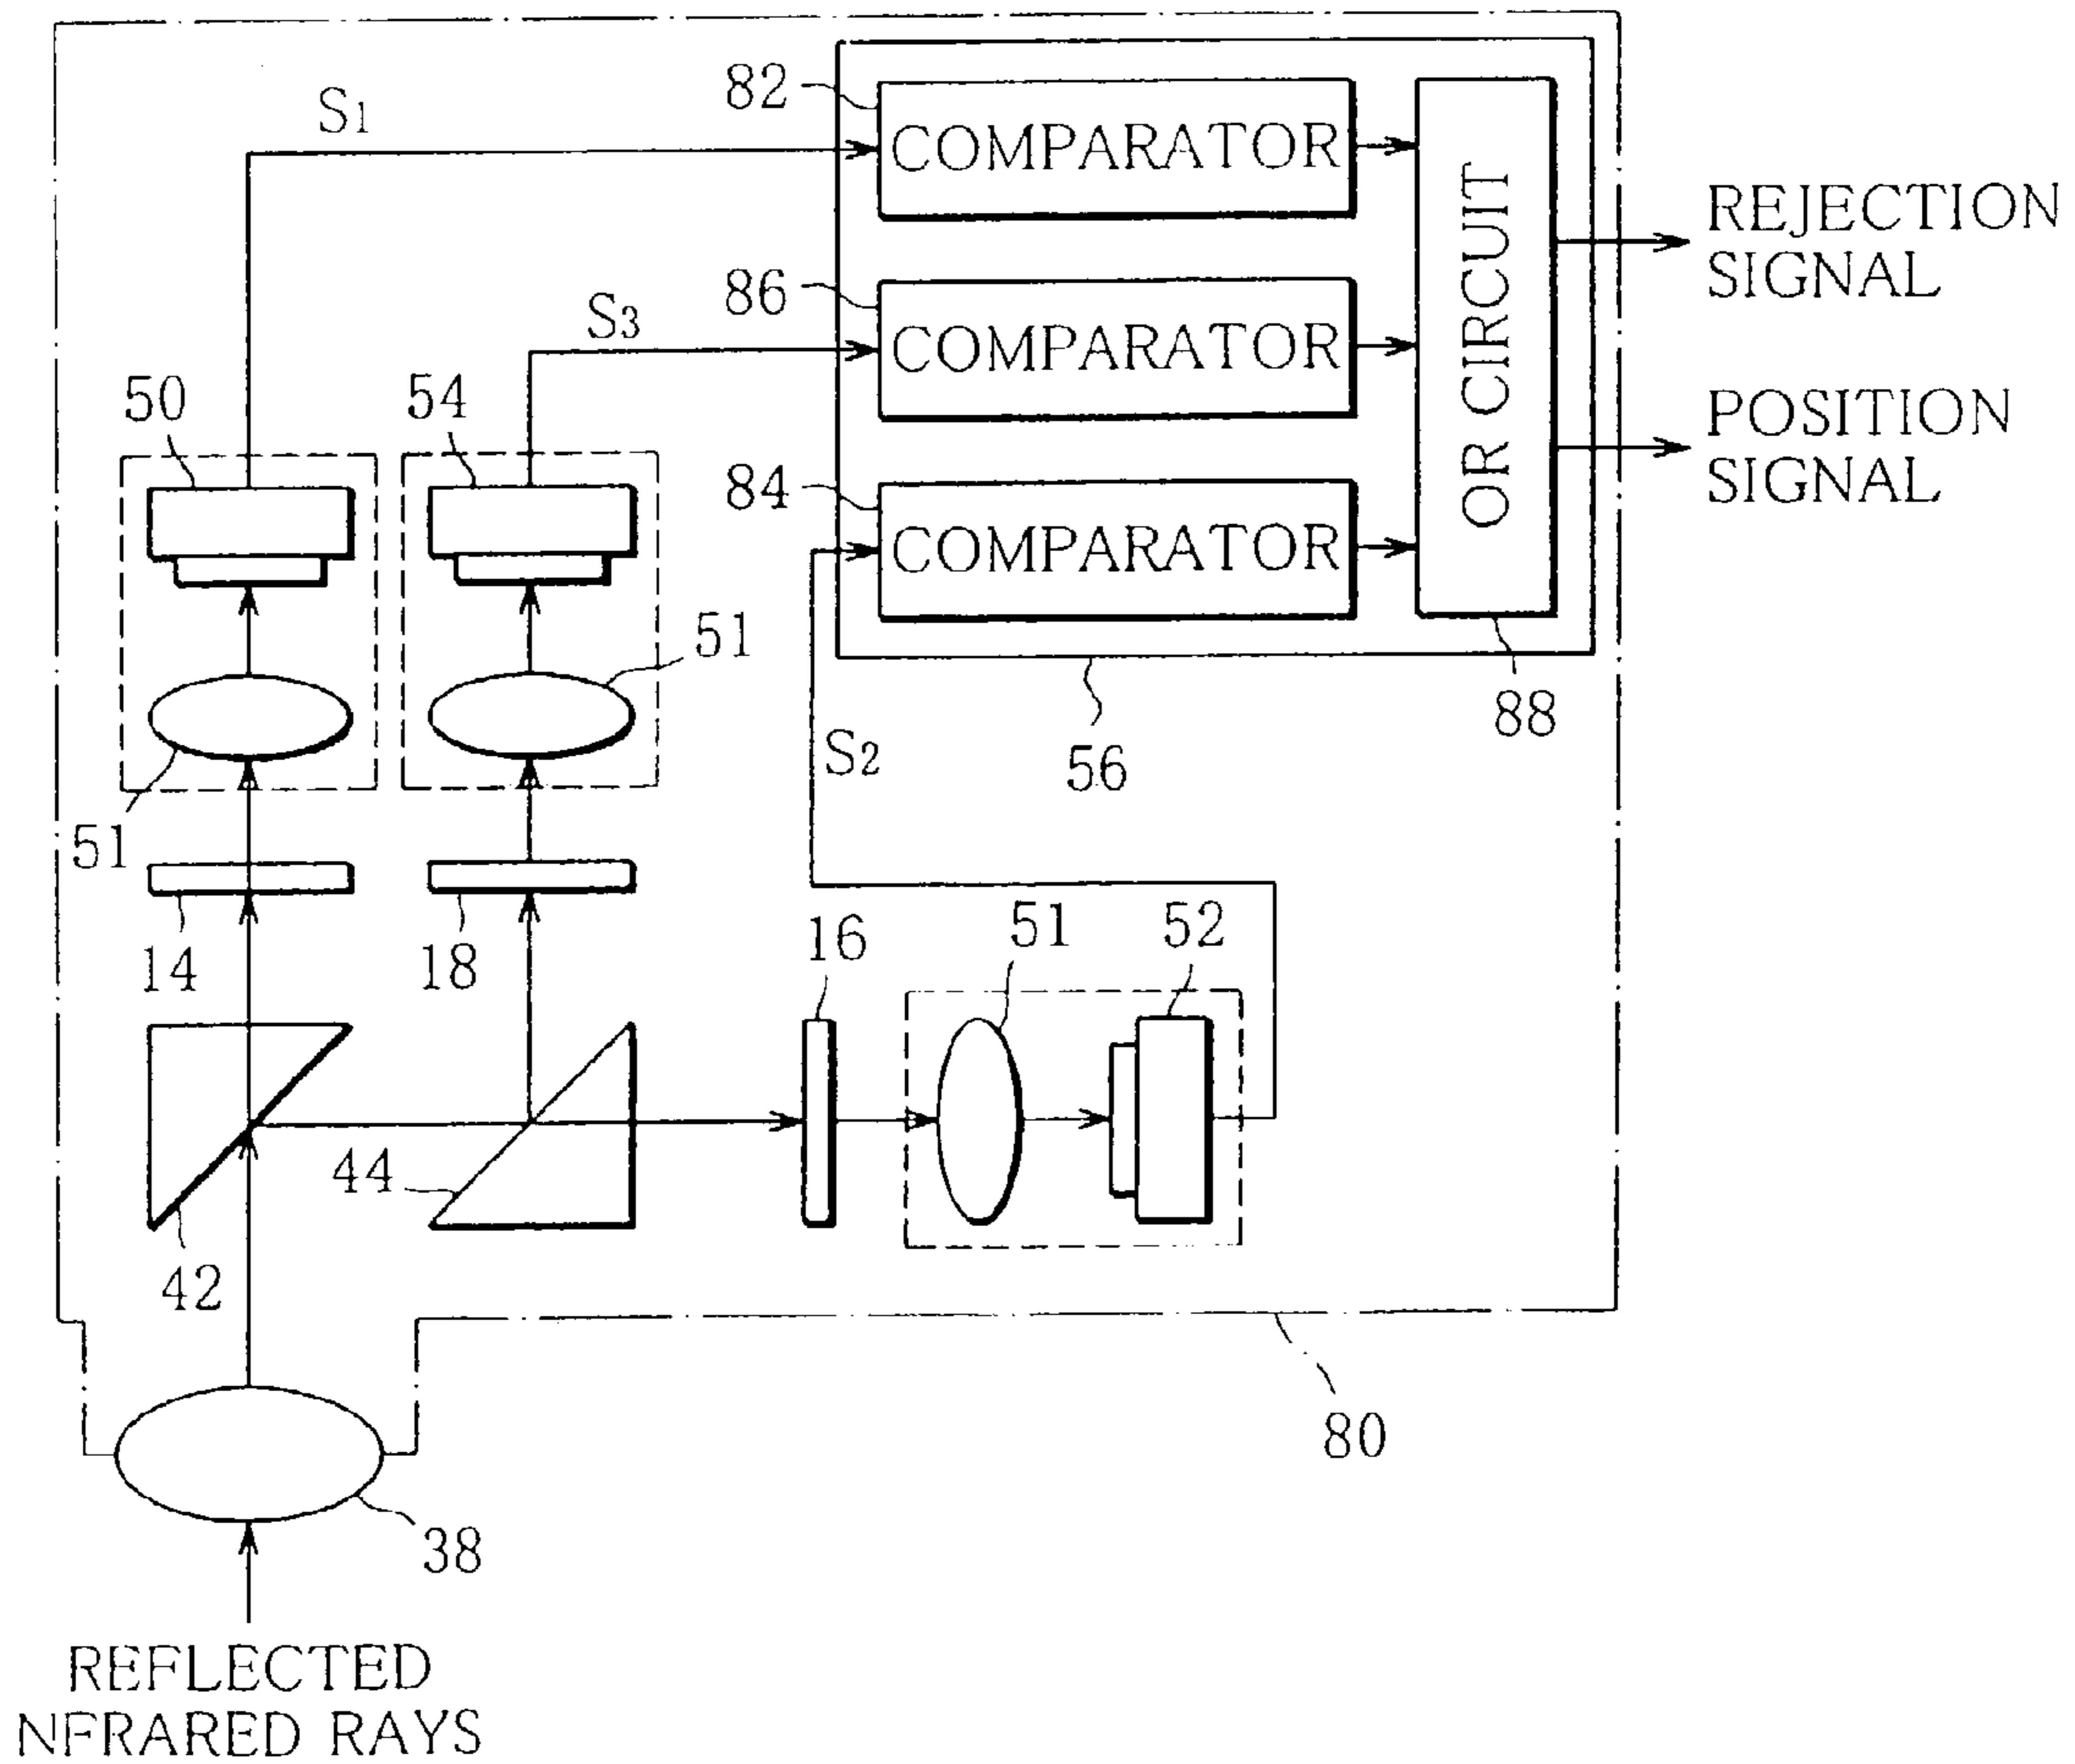 82
S1
COMPARATOR
REJECTION
SIGNAL
86
S3
COMPARATOR
OR CIRCUIT
50
54
POSITION
SIGNAL
84
COMPARATOR
51
88
S2
56
51
14
18
16
51
52
44
42
80
38
REFLECTED
NFRARED RAYS